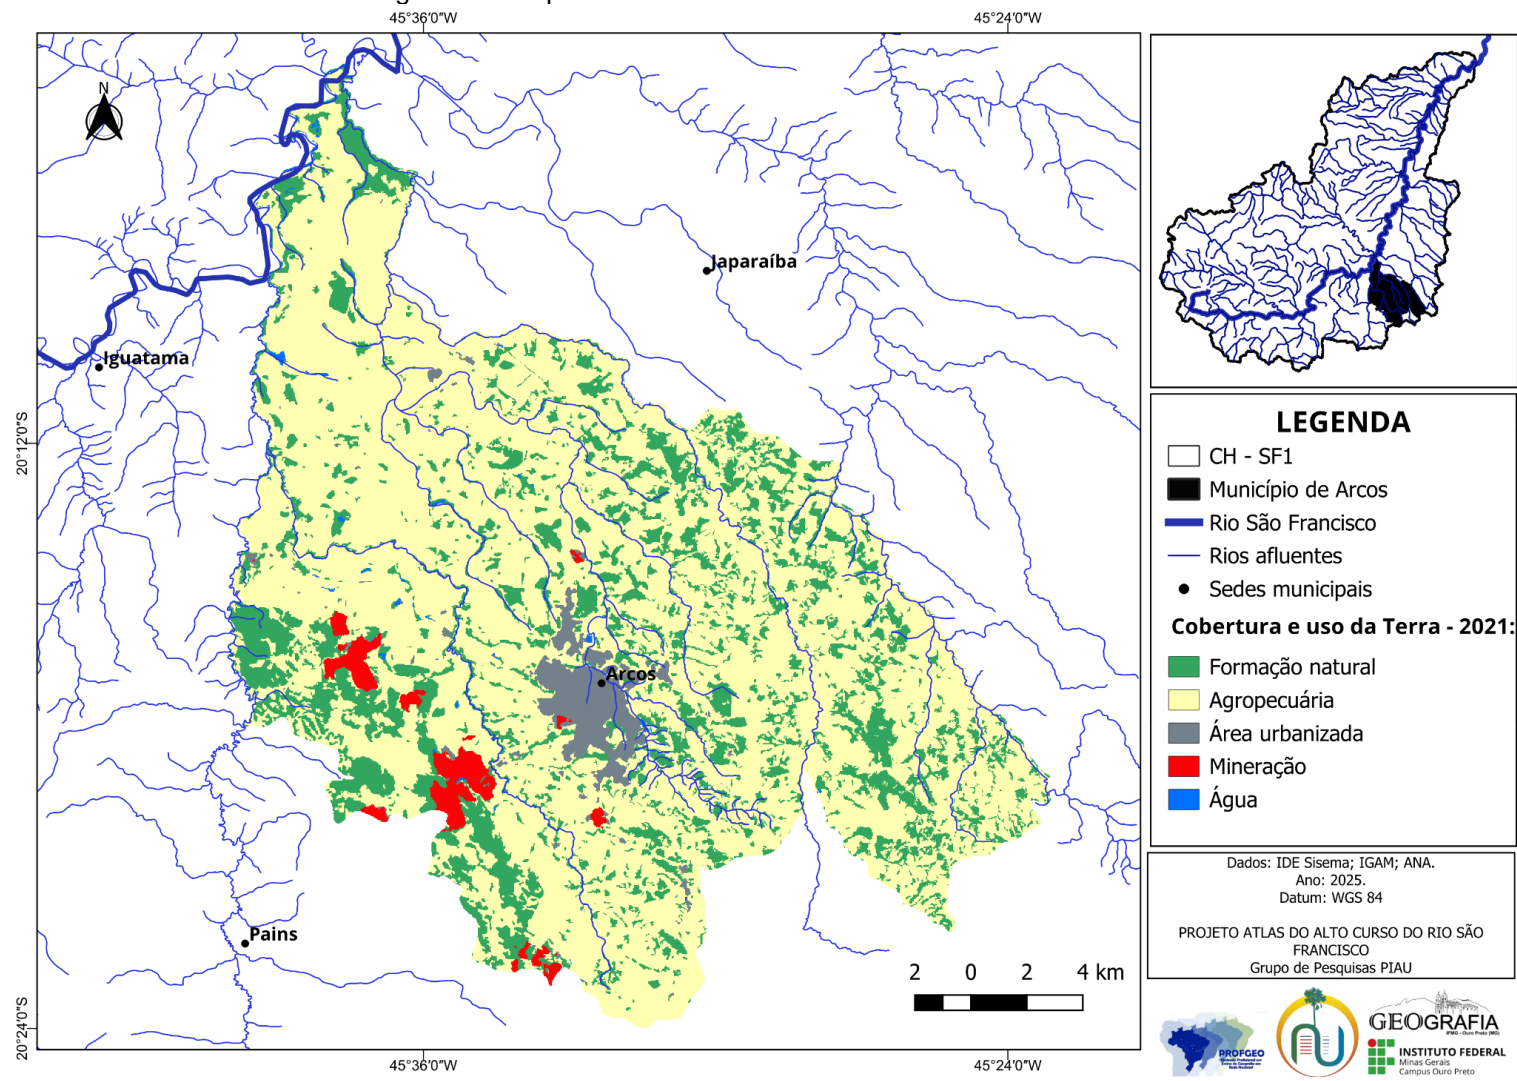 45°36'0"W
45°24'0"W
N
Japaraíba
Iguatama
20°12'0"S
Arcos
Pains
2 0 2 4 km
20°24'0"S
45°36'0"W
45°24'0"W
LEGENDA
CH - SF1
Município de Arcos
Rio São Francisco
Rios afluentes
Sedes municipais
Cobertura e uso da Terra - 2021:
Formação natural
Agropecuária
Área urbanizada
Mineração
Água
Dados: IDE Sisema; IGAM; ANA.
Ano: 2025.
Datum: WGS 84
PROJETO ATLAS DO ALTO CURSO DO RIO SÃO
FRANCISCO
Grupo de Pesquisas PIAU
PROFGEO
GEOGRAFIA
IFMG - Ouro Preto (MG)
INSTITUTO FEDERAL
Minas Gerais
Campus Ouro Preto